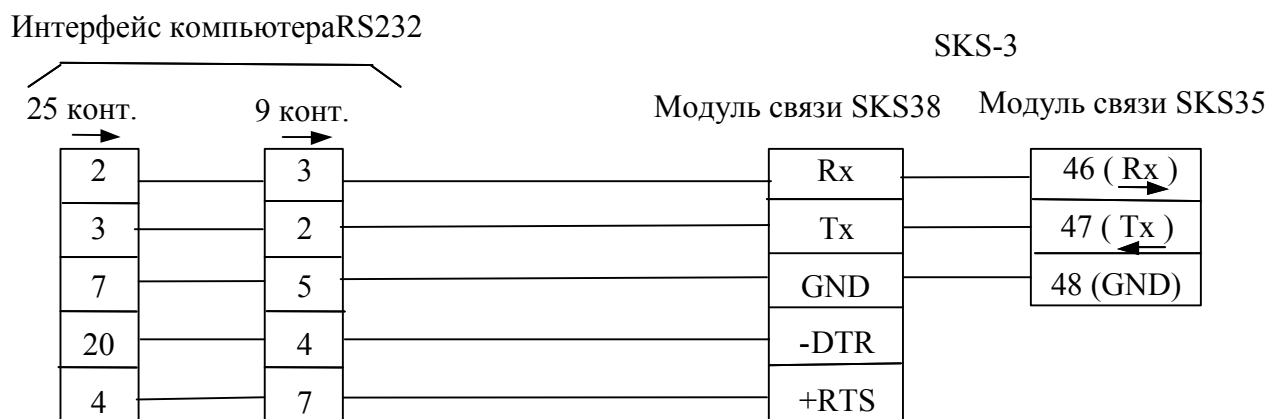 Интерфейс компьютераRS232
SKS-3
25 конт. 9 конт. Модуль связи SKS38 Модуль связи SKS35
2 3 Rx 46 ( Rx )
3 2 Tx 47 ( Tx )
7 5 GND 48 (GND)
20 4 -DTR
4 7 +RTS